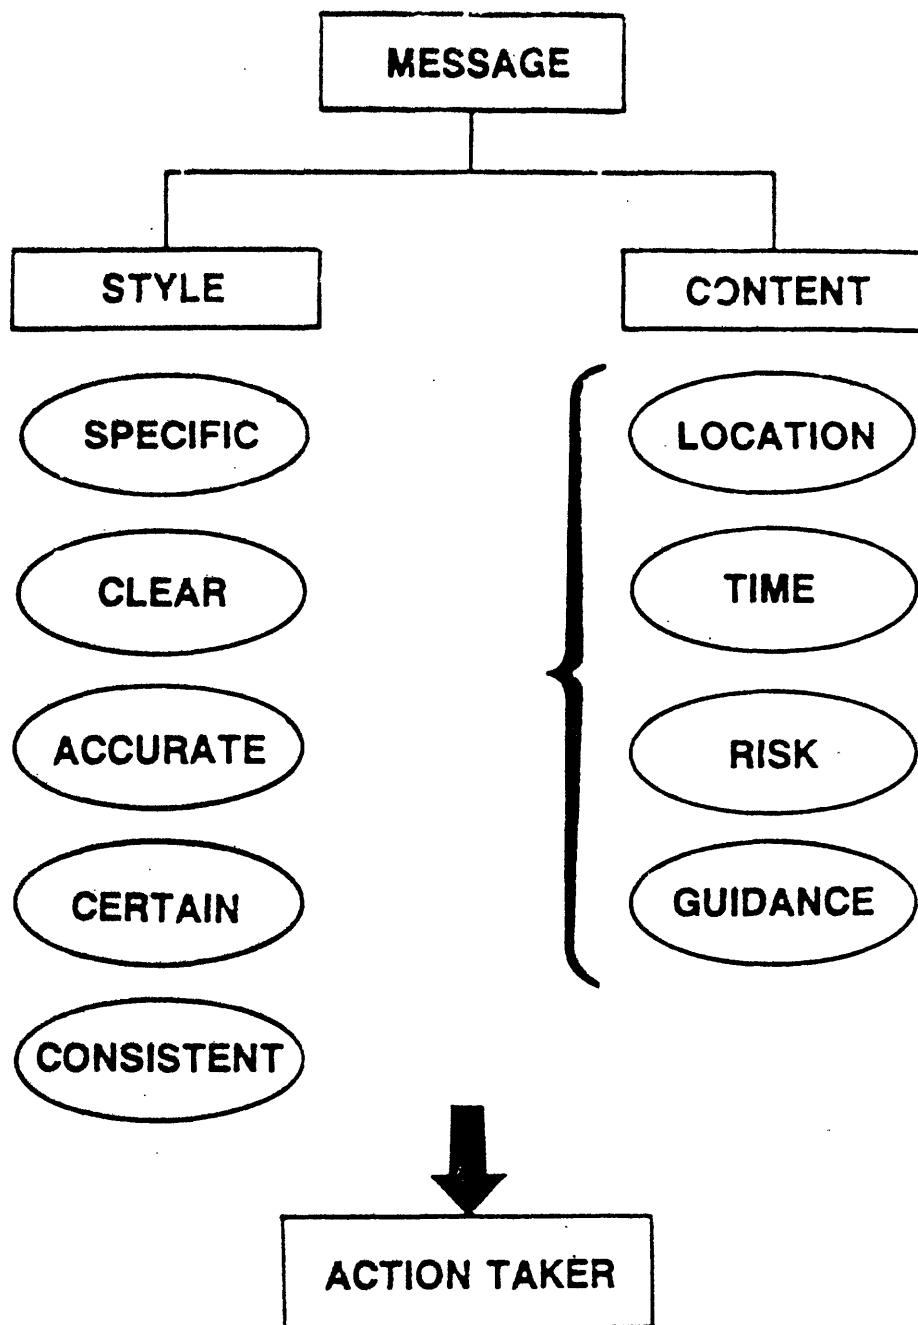 MESSAGE
STYLE
CONTENT
SPECIFIC
CLEAR
ACCURATE
CERTAIN
CONSISTENT
LOCATION
TIME
RISK
GUIDANCE
ACTION TAKER